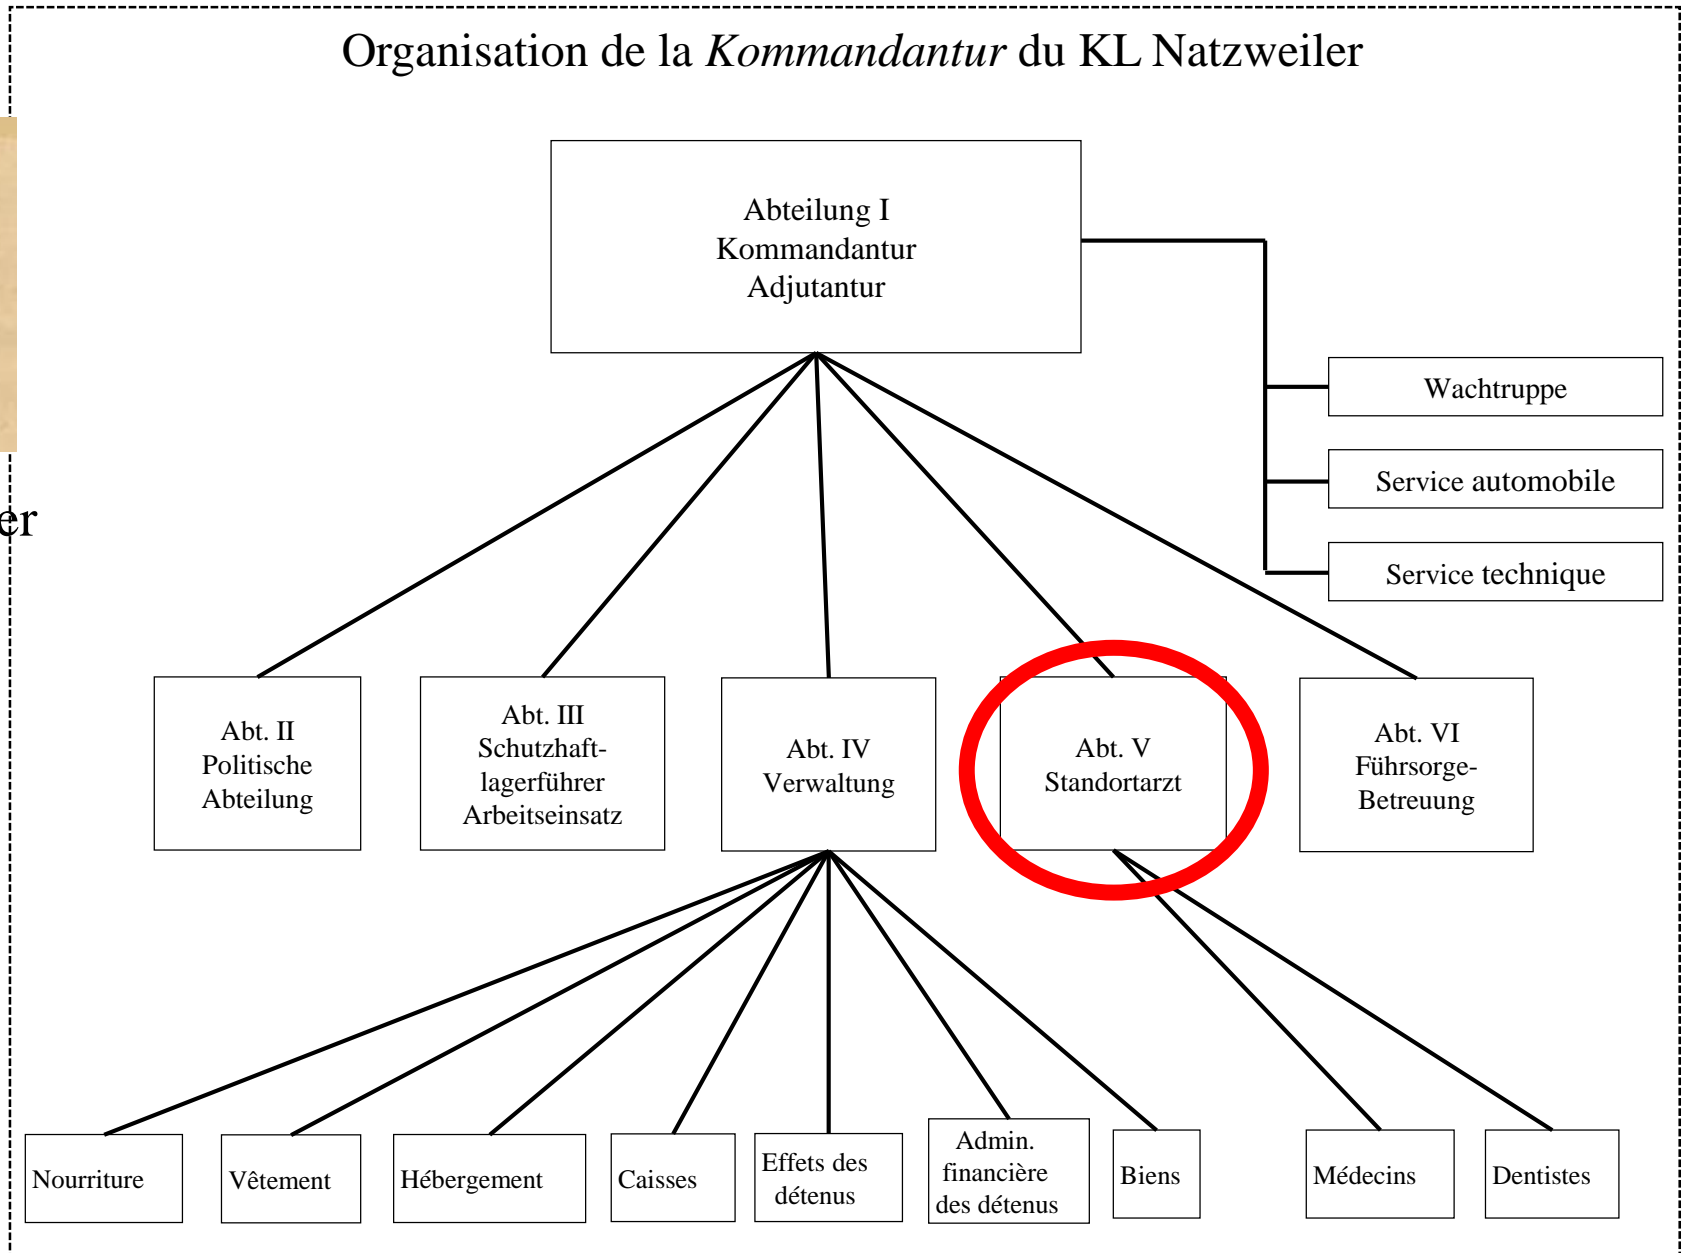 Organisation de la Kommandantur du KL Natzweiler
Abteilung I
Kommandantur
Adjutantur
Wachtruppe
Service automobile
Service technique
er
Abt. II
Politische
Abteilung
Abt. III
Schutzhaft-
lagerführer
Arbeitseinsatz
Abt. IV
Verwaltung
Abt. V
Standortarzt
Abt. VI
Führsorge-
Betreuung
Nourriture
Vêtement
Hébergement
Caisses
Effets des
détenus
Admin.
financière
des détenus
Biens
Médecins
Dentistes